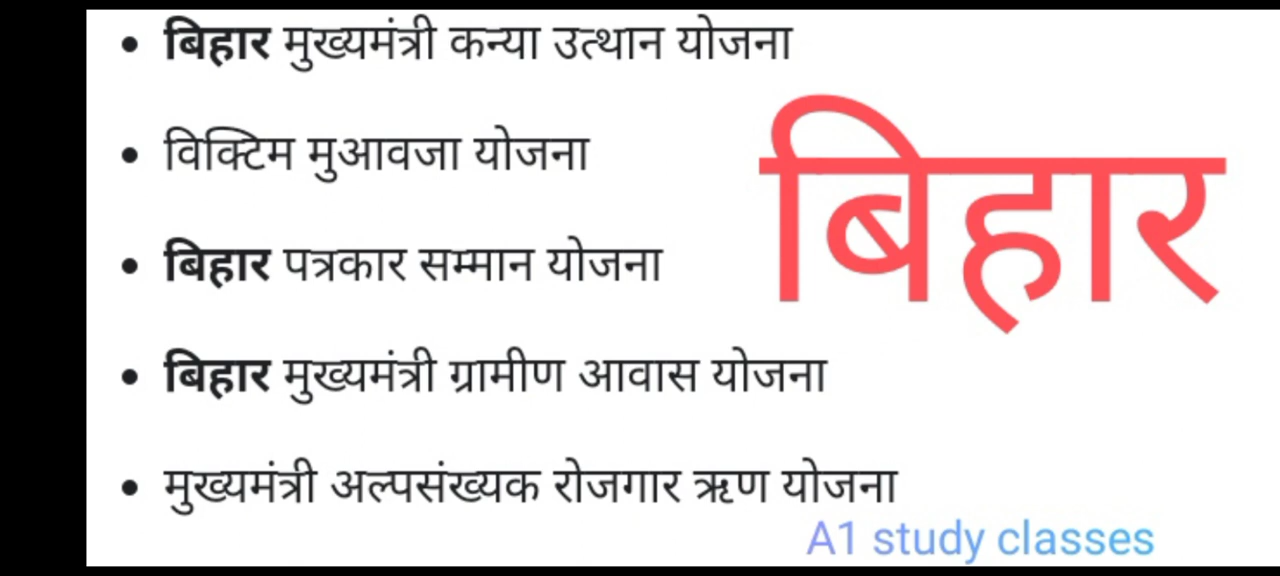 • बिहार मुख्यमंत्री कन्या उत्थान योजना
• विक्टिम मुआवजा योजना
बिहार
• बिहार पत्रकार सम्मान योजना
• बिहार मुख्यमंत्री ग्रामीण आवास योजना
• मुख्यमंत्री अल्पसंख्यक रोजगार ऋण योजना
A1 study classes